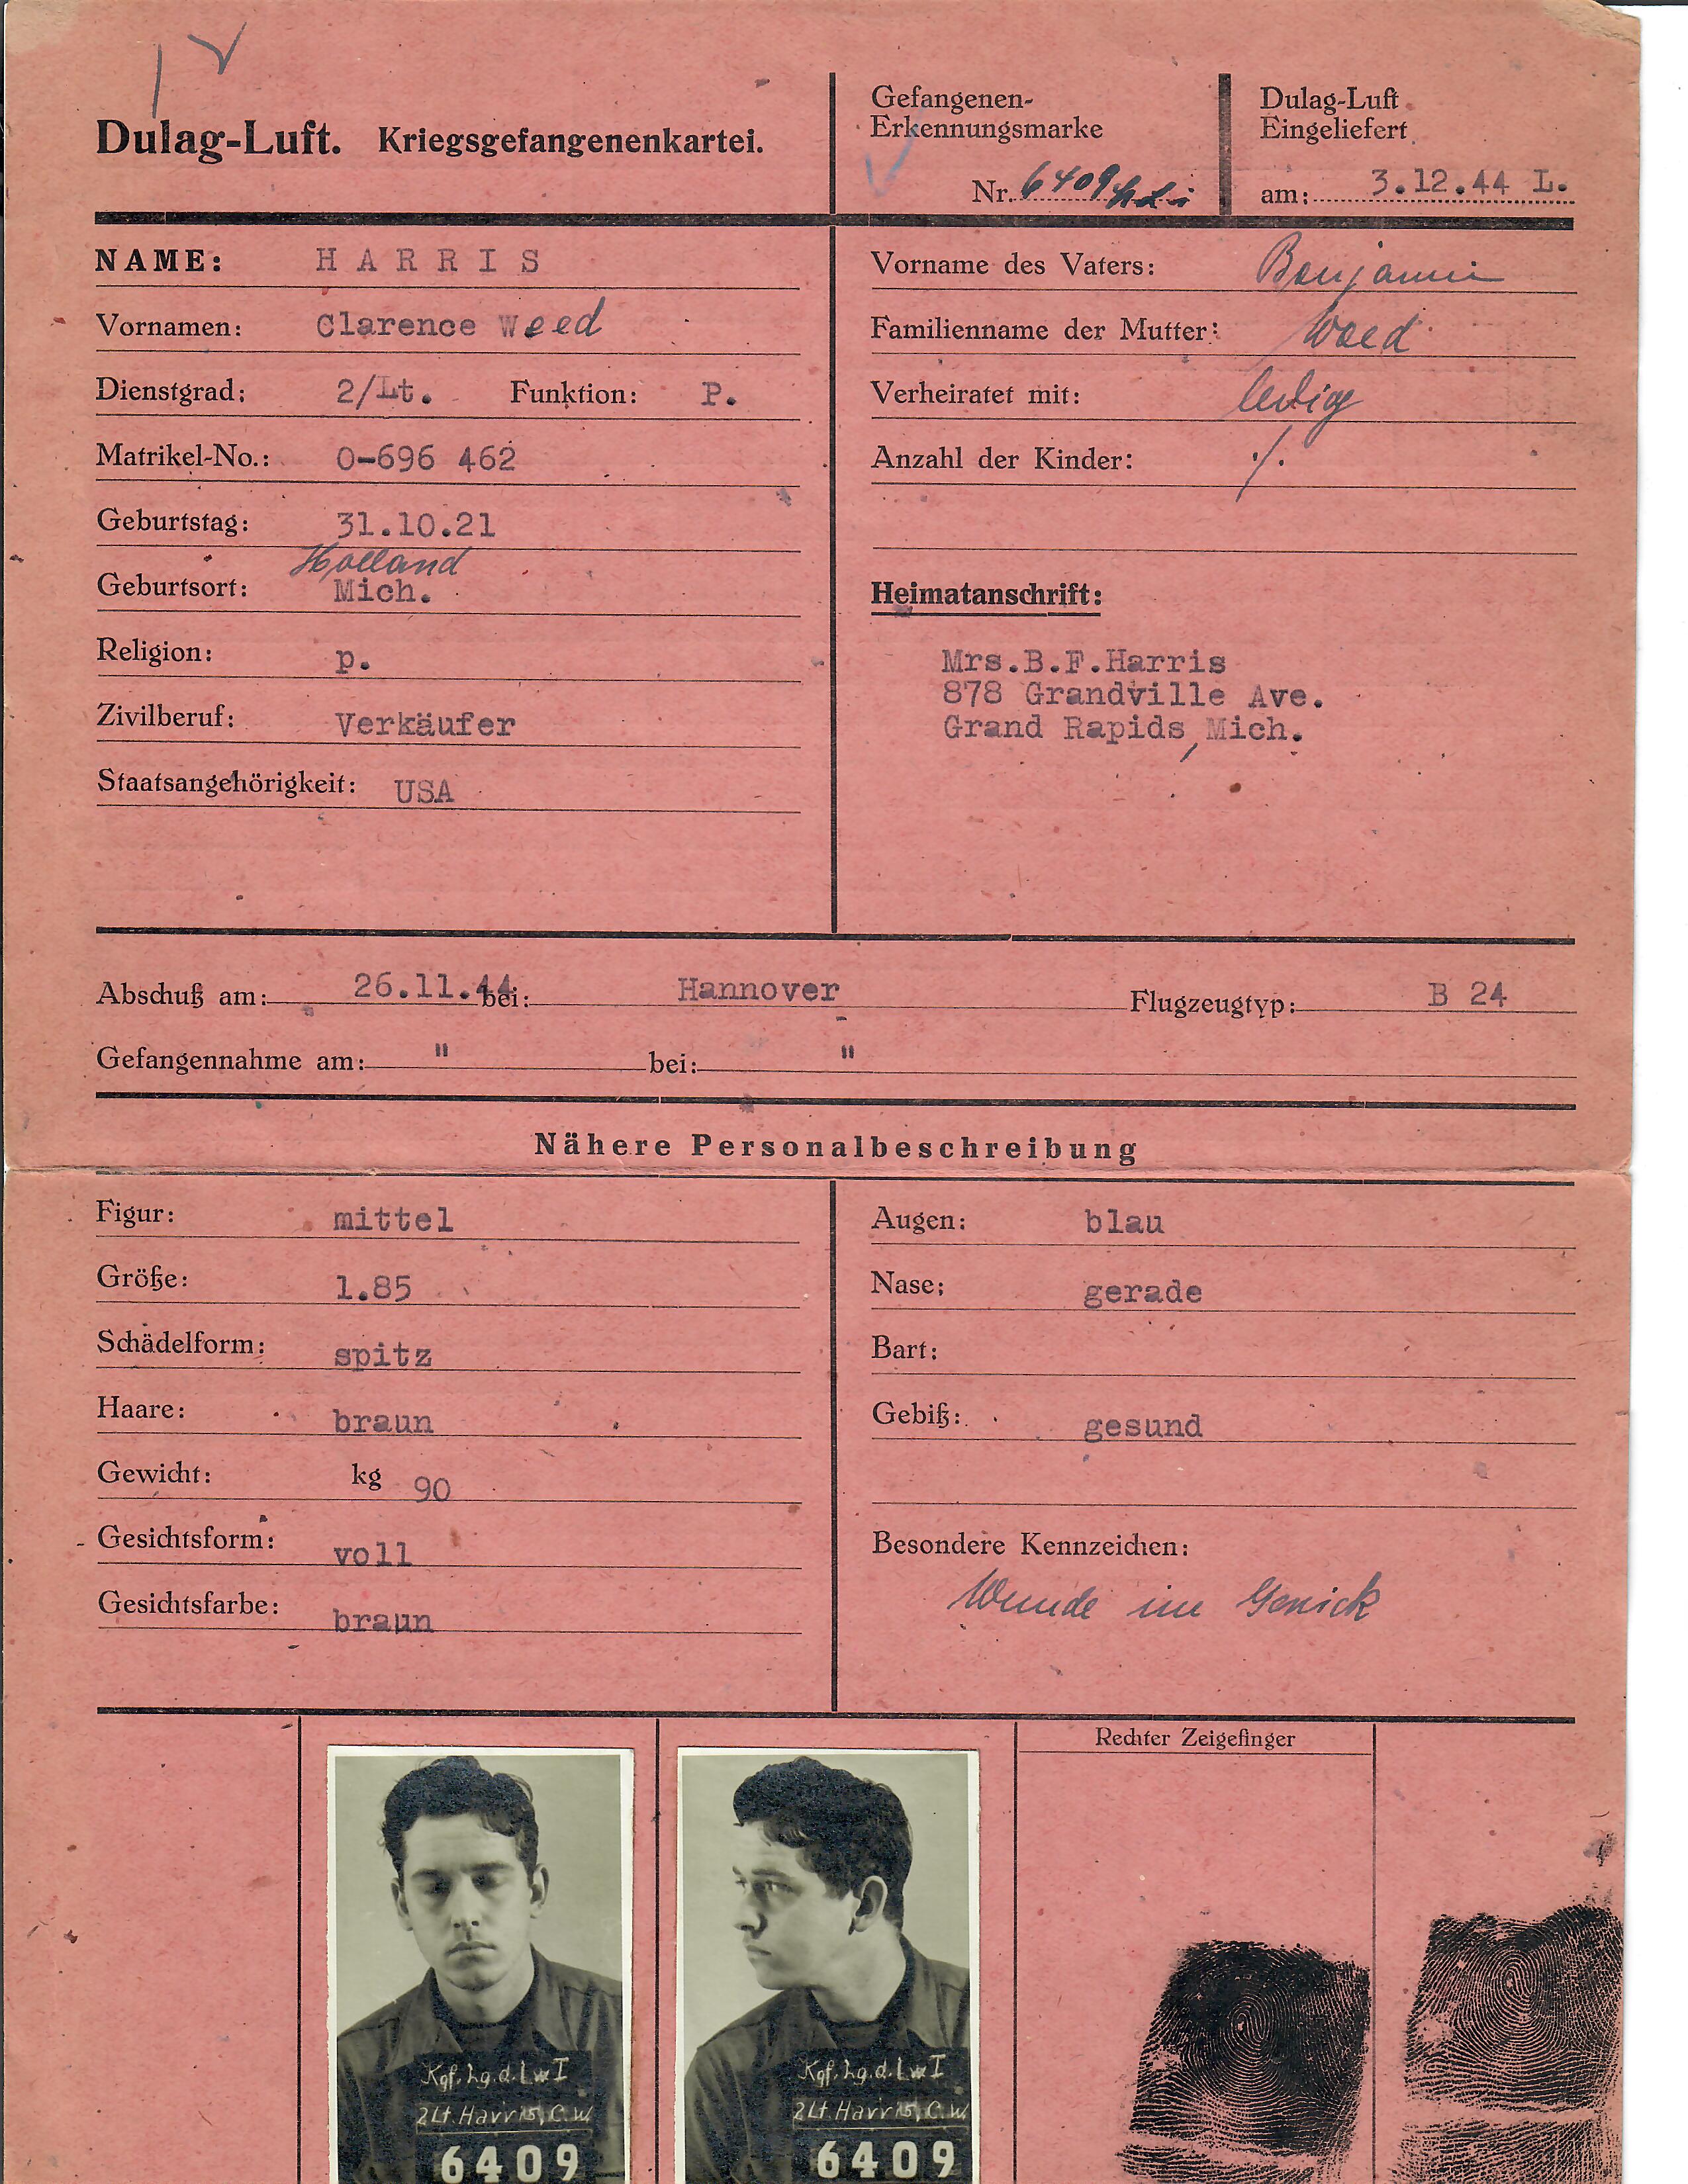 Dulag-Luft. Kriegsgefangenenkartei.
Gefangenen-
Erkennungsmarke
Nr. 6409
Dulag-Luft
Eingeliefert
am: 3.12.44 L.
NAME: HARRIS
Vornamen: Clarence Weed
Dienstgrad: 2/Lt. Funktion: P.
Matrikel-No.: O-696 462
Geburtstag: 31.10.21
Holland
Geburtsort: Mich.
Religion: p.
Zivilberuf: Verkäufer
Staatsangehörigkeit: USA
Vorname des Vaters: Benjamin
Familienname der Mutter: Weed
Verheiratet mit: ledig
Anzahl der Kinder: ./.
Heimatanschrift:
Mrs.B.F.Harris
878 Grandville Ave.
Grand Rapids, Mich.
Abschuß am: 26.11.44 bei: Hannover Flugzeugtyp: B 24
Gefangennahme am: " bei: "
Nähere Personalbeschreibung
Figur: mittel
Größe: 1.85
Schädelform: spitz
Haare: braun
Gewicht: kg 90
Gesichtsform: voll
Gesichtsfarbe: braun
Augen: blau
Nase: gerade
Bart:
Gebiß: gesund
Besondere Kennzeichen:
Wunde im Genick
Rechter Zeigefinger
Kgf. Lg. d. Lw I
2Lt. Harris, C.W.
6409
Kgf. Lg. d. Lw I
2Lt. Harris, C.W.
6409